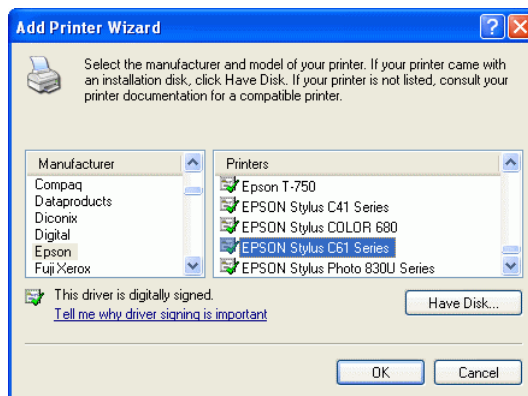 Add Printer Wizard
Select the manufacturer and model of your printer. If your printer came with
an installation disk, click Have Disk. If your printer is not listed, consult your
printer documentation for a compatible printer.
Manufacturer
Compaq
Dataproducts
Diconix
Digital
Epson
Fuji Xerox
Printers
Epson T-750
EPSON Stylus C41 Series
EPSON Stylus COLOR 680
EPSON Stylus C61 Series
EPSON Stylus Photo 830U Series
This driver is digitally signed.
Tell me why driver signing is important
Have Disk...
OK
Cancel